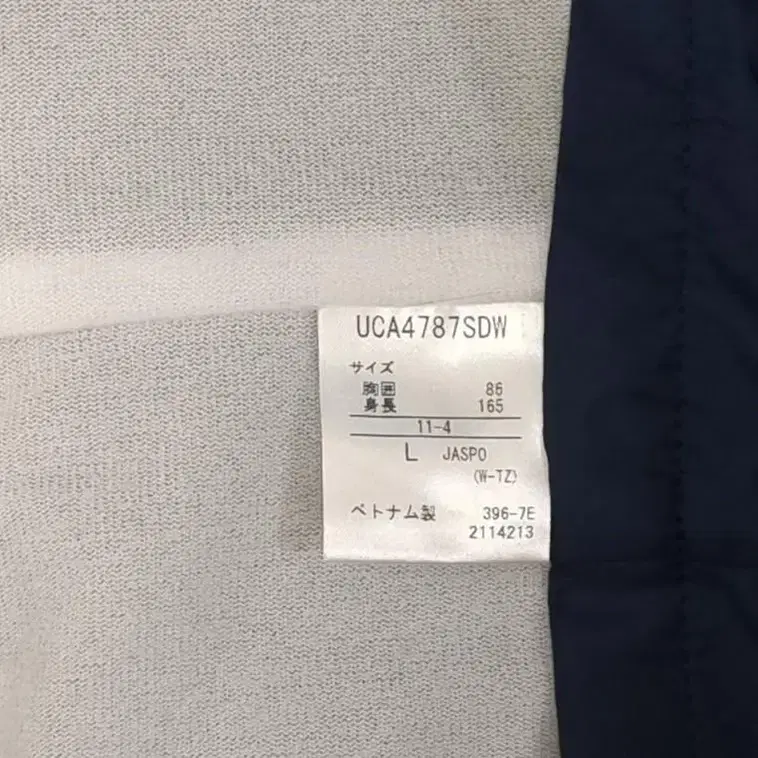 UCA4787SDW
サイズ
胸囲 86
身長 165
11-4
L JASPO
(W-TZ)
ベトナム製 396-7E
2114213